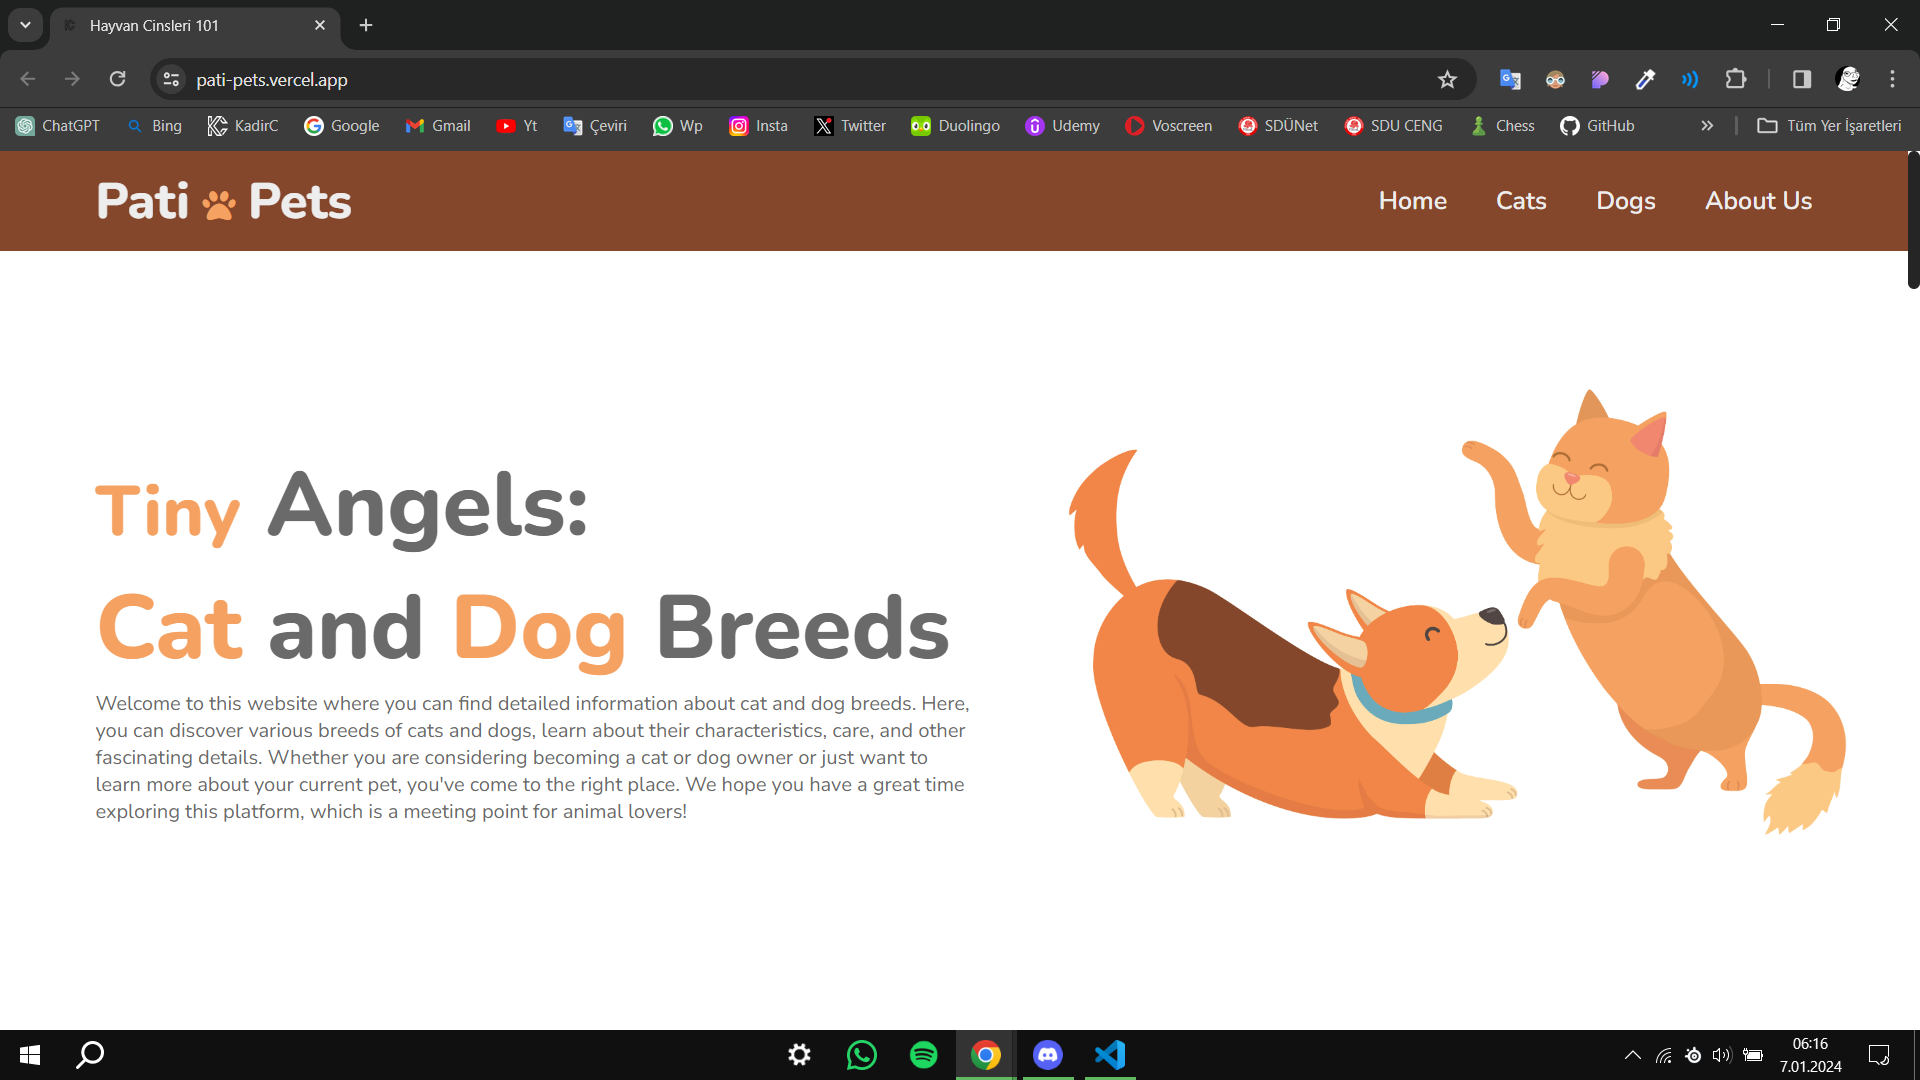 Hayvan Cinsleri 101
pati-pets.vercel.app
ChatGPT Bing KadirC Google Gmail Yt Çeviri Wp Insta Twitter Duolingo Udemy Voscreen SDÜNet SDU CENG Chess GitHub Tüm Yer İşaretleri
Pati Pets Home Cats Dogs About Us
Tiny Angels:
Cat and Dog Breeds
Welcome to this website where you can find detailed information about cat and dog breeds. Here,
you can discover various breeds of cats and dogs, learn about their characteristics, care, and other
fascinating details. Whether you are considering becoming a cat or dog owner or just want to
learn more about your current pet, you've come to the right place. We hope you have a great time
exploring this platform, which is a meeting point for animal lovers!
06:16
7.01.2024